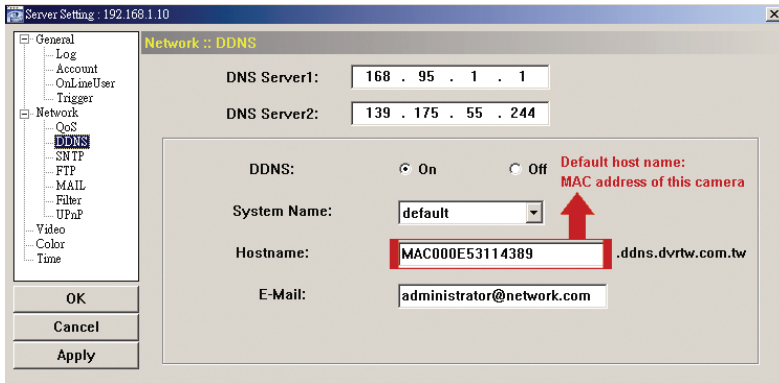 Server Setting : 192.168.1.10
General
Log
Account
OnLineUser
Trigger
Network
QoS
DDNS
SNTP
FTP
MAIL
Filter
UPnP
Video
Color
Time
OK
Cancel
Apply
Network :: DDNS
DNS Server1: 168 . 95 . 1 . 1
DNS Server2: 139 . 175 . 55 . 244
DDNS: On Off
Default host name:
MAC address of this camera
System Name: default
Hostname: MAC000E53114389 .ddns.dvrtw.com.tw
E-Mail: administrator@network.com